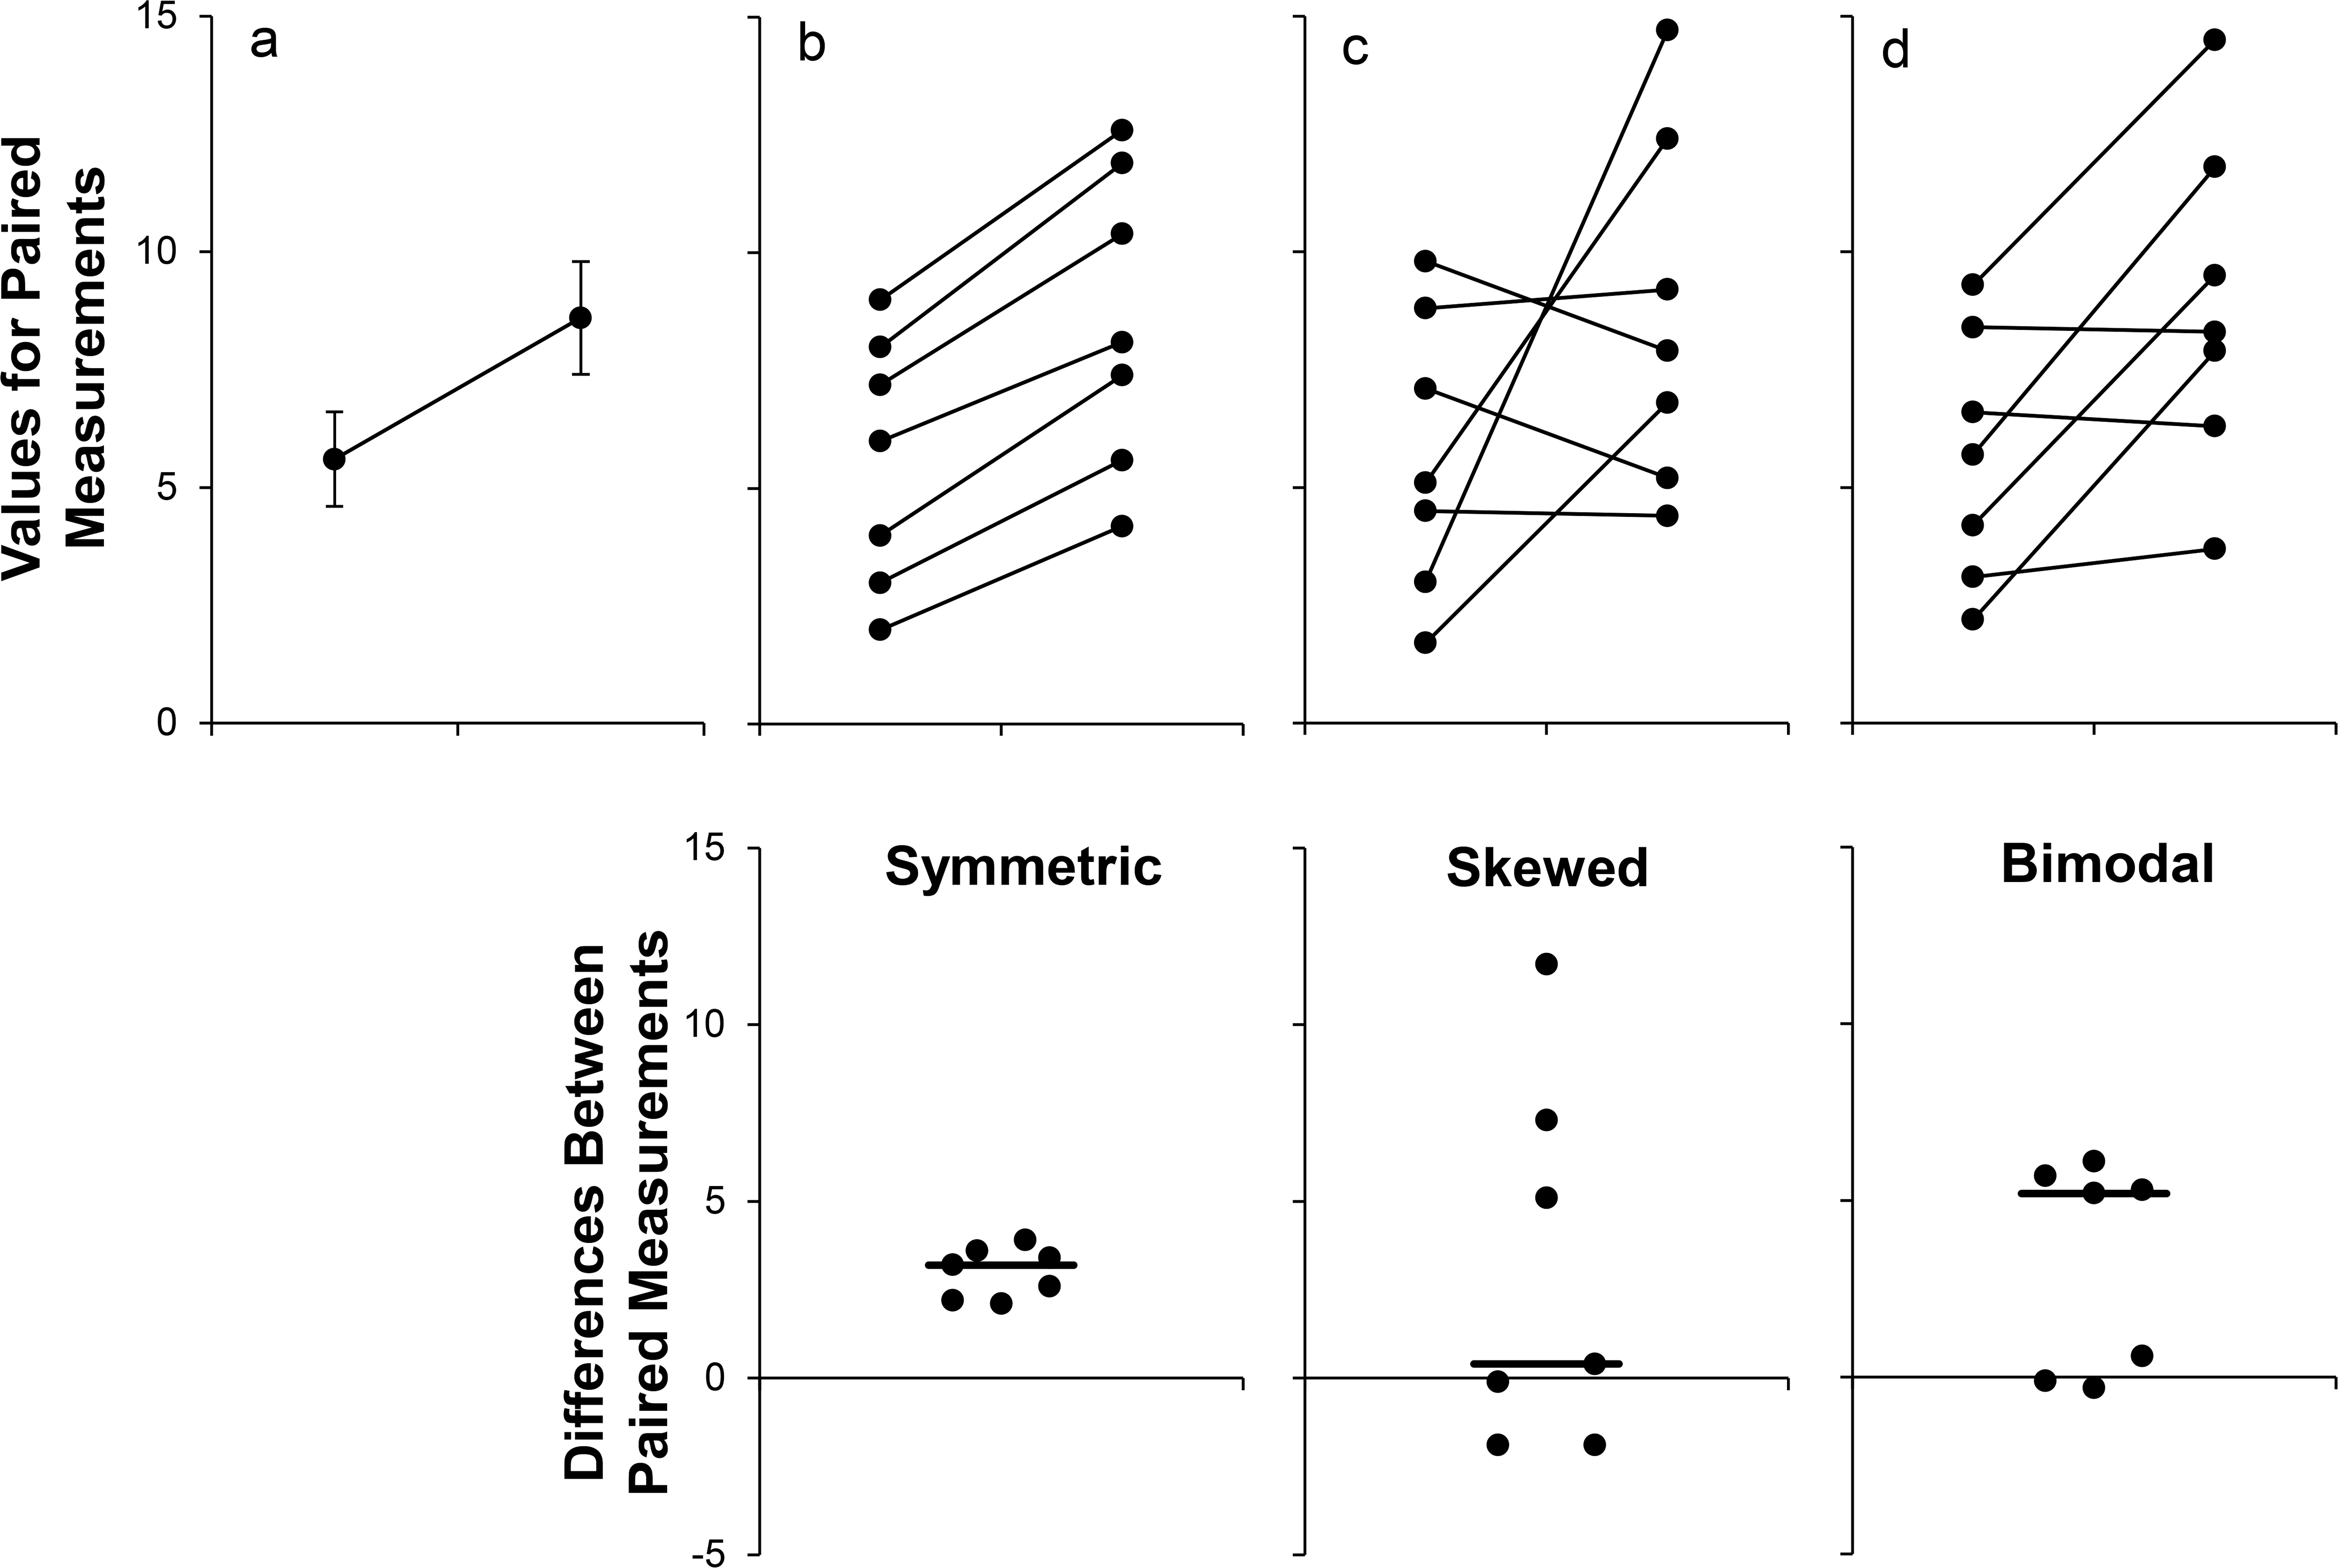 Values for Paired
Measurements
15
10
5
0
a
b
c
d
Differences Between
Paired Measurements
15
10
5
0
-5
Symmetric
Skewed
Bimodal